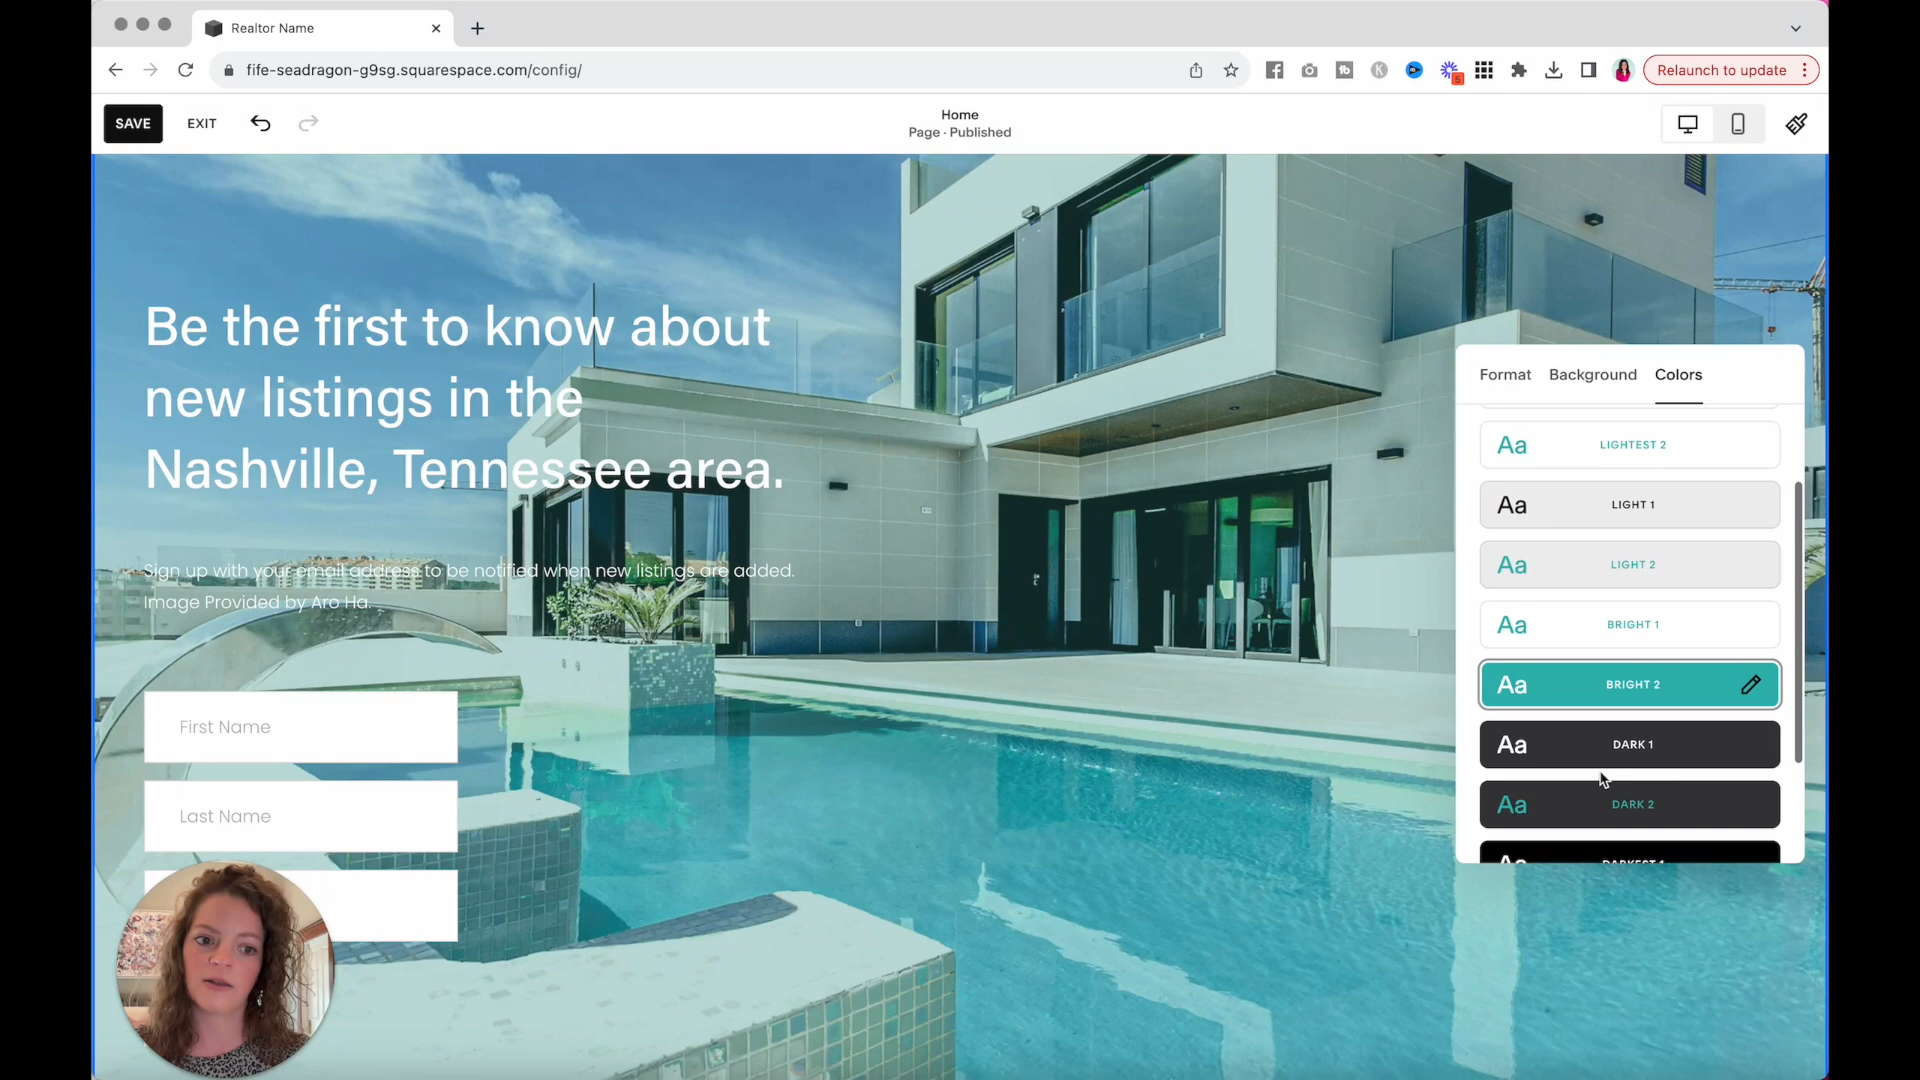 Realtor Name
fife-seadragon-g9sg.squarespace.com/config/
5
Relaunch to update
SAVE
EXIT
Home
Page · Published
Be the first to know about
new listings in the
Nashville, Tennessee area.
Sign up with your email address to be notified when new listings are added.
Image Provided by Aro Ha.
First Name
Last Name
Format
Background
Colors
Aa LIGHTEST 2
Aa LIGHT 1
Aa LIGHT 2
Aa BRIGHT 1
Aa BRIGHT 2
Aa DARK 1
Aa DARK 2
Aa DARKEST 1